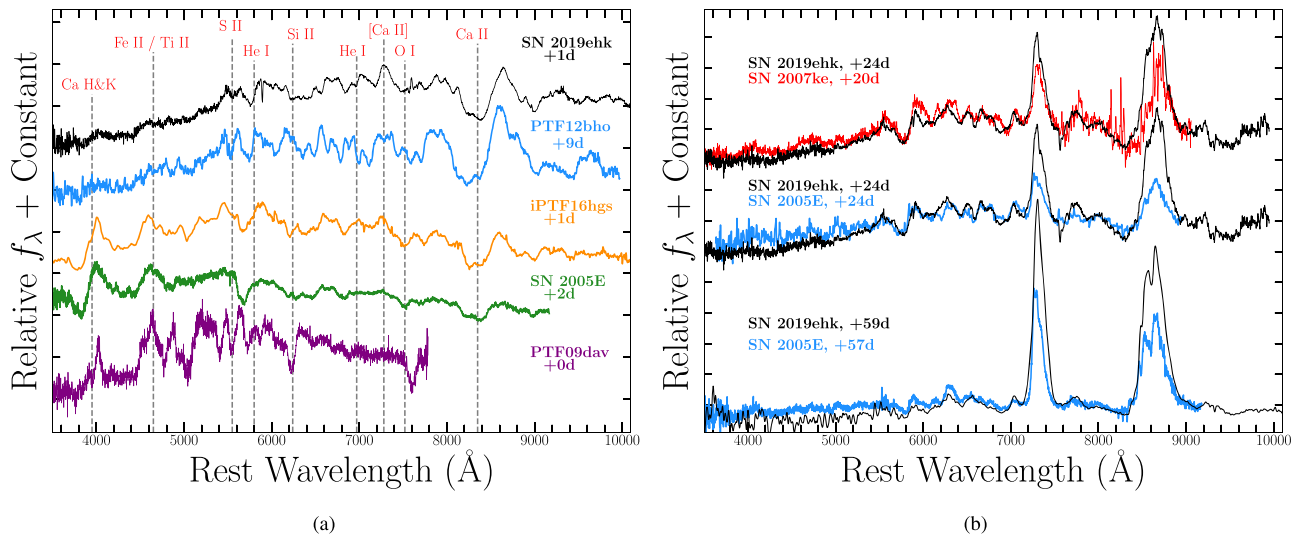 S II
[Ca II]
Fe II / Ti II
Si II
Ca II
He I
He I
O I
Ca H&K
SN 2019ehk
+1d
PTF12bho
+9d
iPTF16hgs
+1d
SN 2005E
+2d
PTF09dav
+0d
Relative f_λ + Constant
4000 5000 6000 7000 8000 9000 10000
Rest Wavelength (Å)
(a)
SN 2019ehk, +24d
SN 2007ke, +20d
SN 2019ehk, +24d
SN 2005E, +24d
SN 2019ehk, +59d
SN 2005E, +57d
Relative f_λ + Constant
4000 5000 6000 7000 8000 9000 10000
Rest Wavelength (Å)
(b)